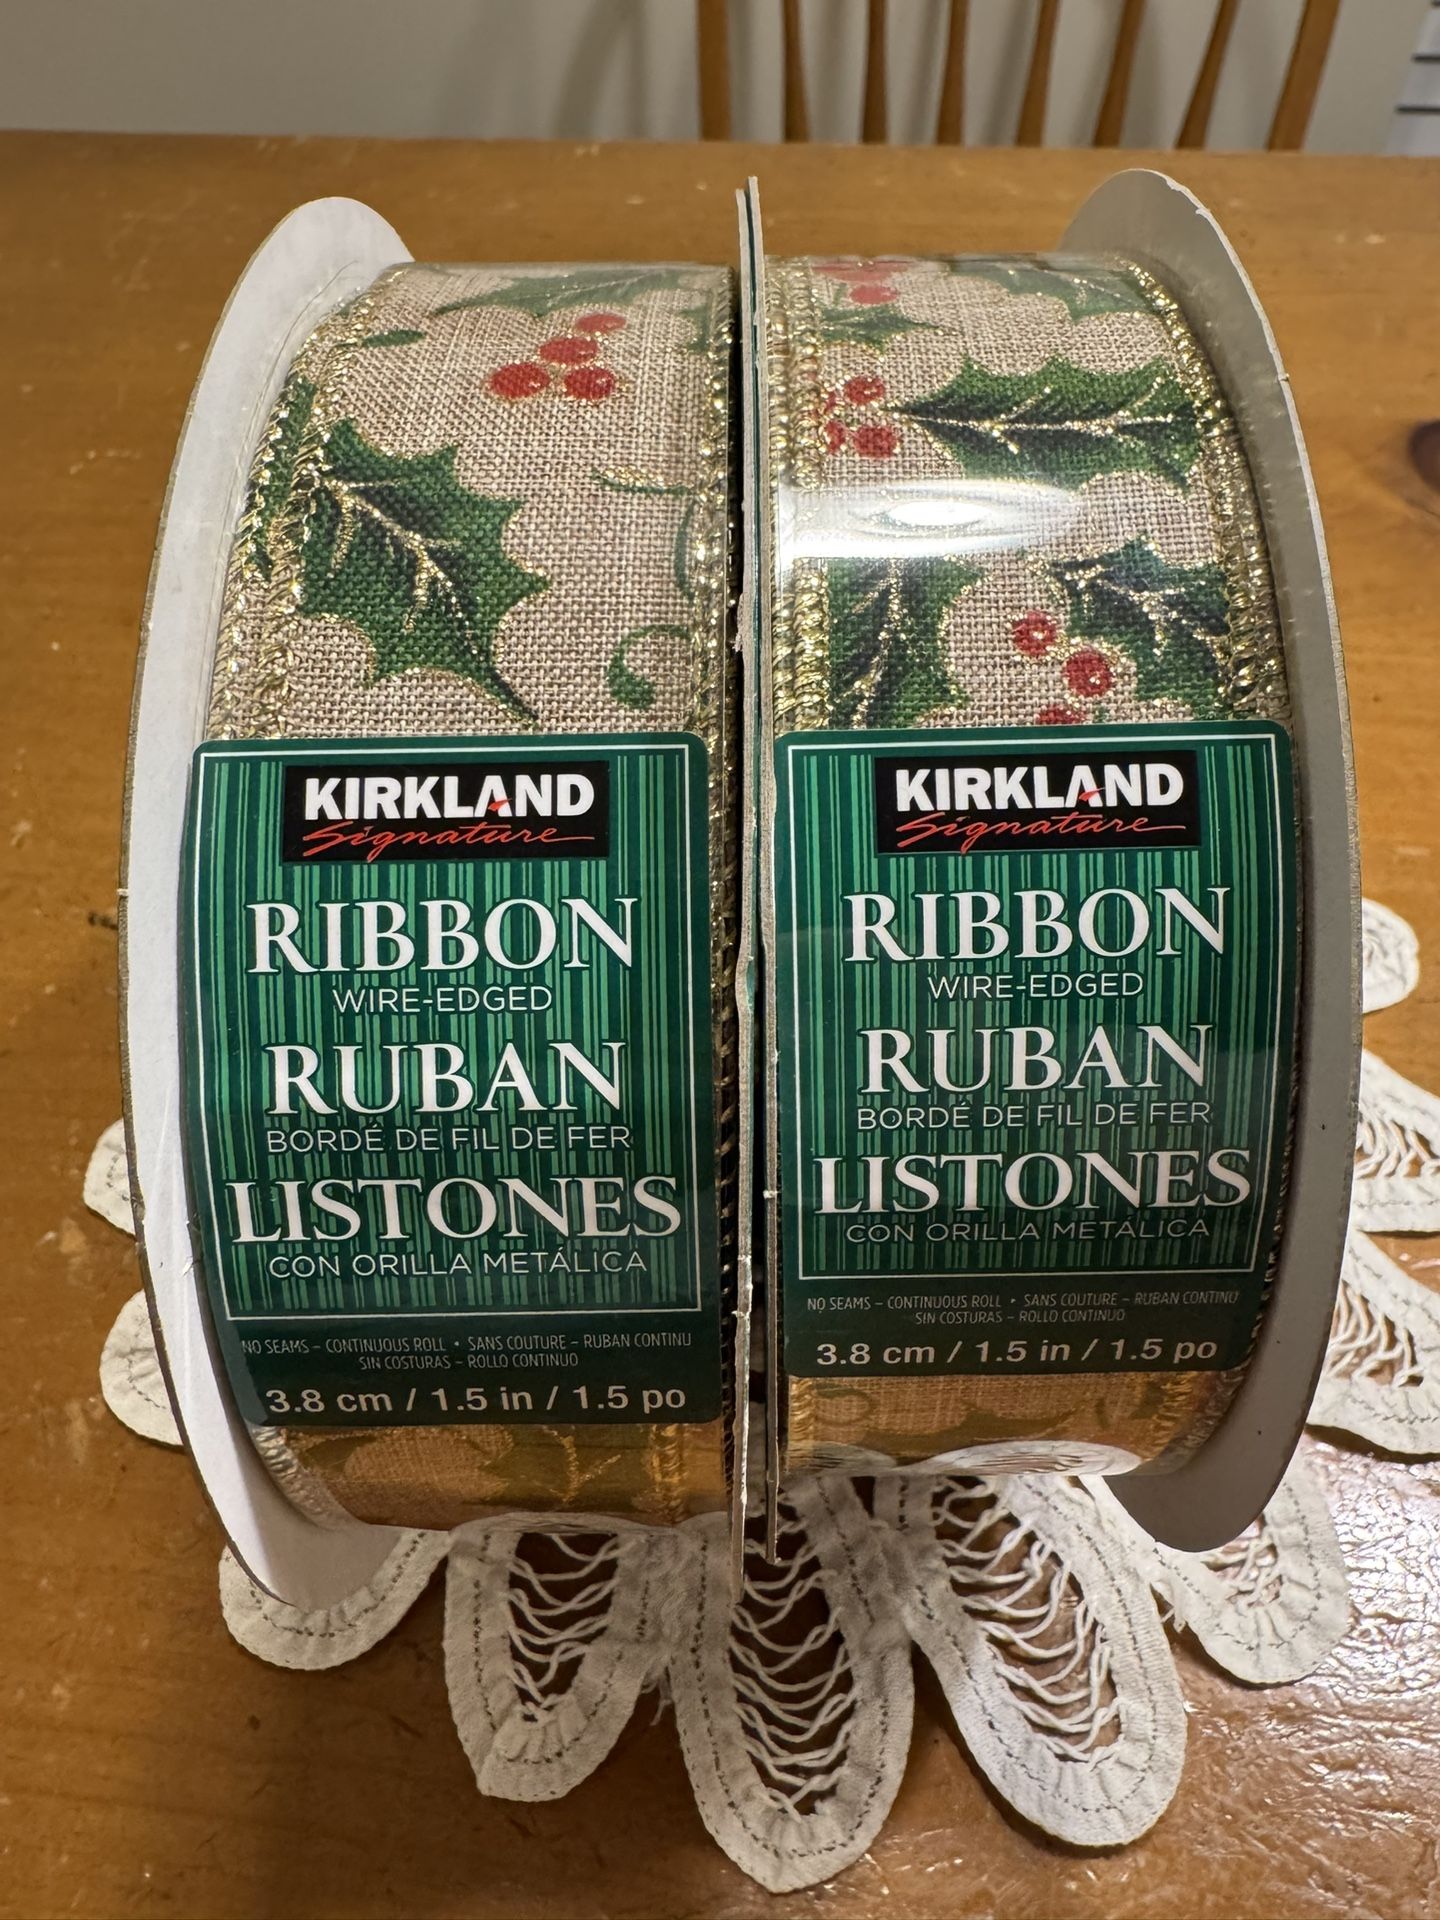 KIRKLAND
Signature
RIBBON
WIRE-EDGED
RUBAN
BORDÉ DE FIL DE FER
LISTONES
CON ORILLA METÁLICA
NO SEAMS – CONTINUOUS ROLL • SANS COUTURE – RUBAN CONTINU
SIN COSTURAS – ROLLO CONTINUO
3.8 cm / 1.5 in / 1.5 po
KIRKLAND
Signature
RIBBON
WIRE-EDGED
RUBAN
BORDÉ DE FIL DE FER
LISTONES
CON ORILLA METÁLICA
NO SEAMS – CONTINUOUS ROLL • SANS COUTURE – RUBAN CONTINU
SIN COSTURAS – ROLLO CONTINUO
3.8 cm / 1.5 in / 1.5 po